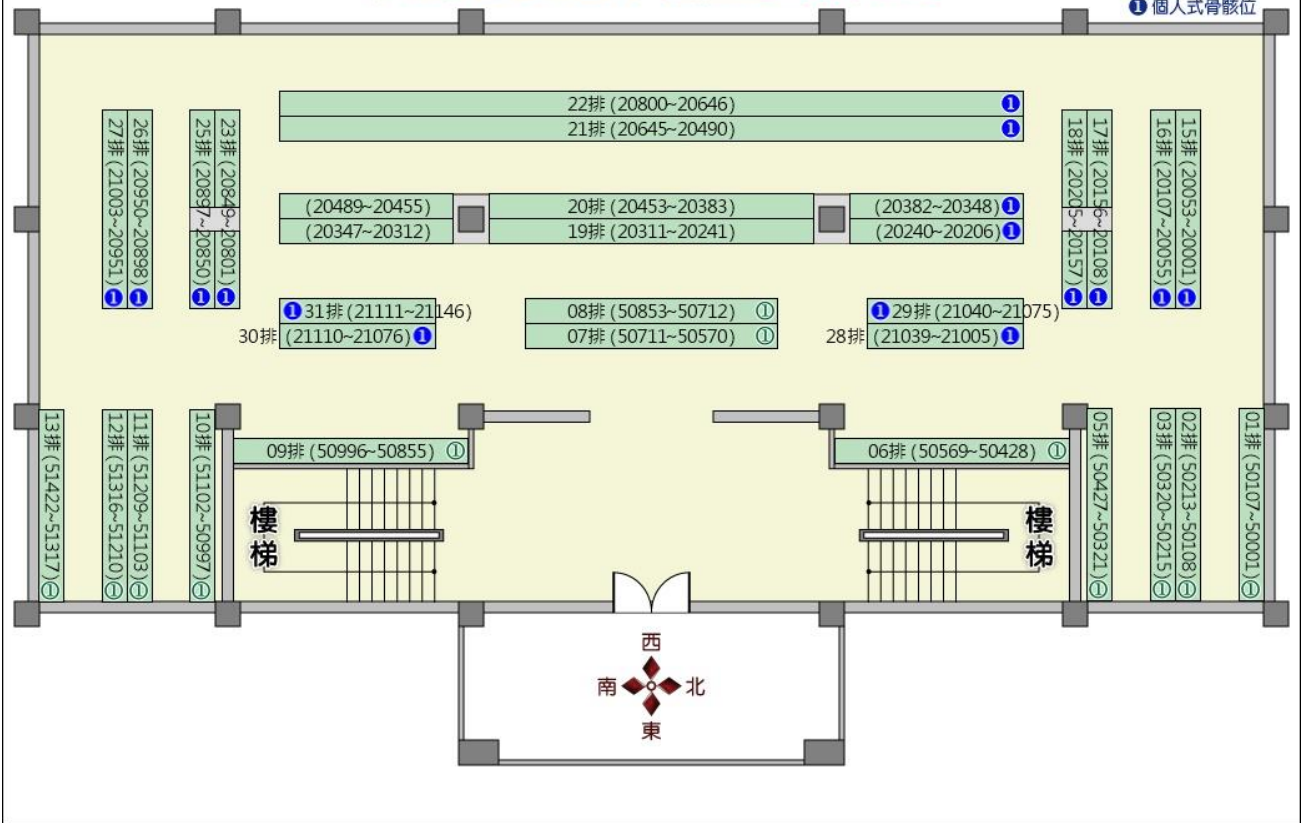 ❶ 個人式骨骸位
22排 (20800~20646) ❶
21排 (20645~20490) ❶
27排 (21003~20951) ❶
26排 (20950~20898) ❶
25排 (20897~20850) ❶
23排 (20849~20801) ❶
18排 (20205~20157) ❶
17排 (20156~20108) ❶
16排 (20107~20055) ❶
15排 (20053~20001) ❶
(20489~20455)
20排 (20453~20383)
(20382~20348) ❶
(20347~20312)
19排 (20311~20241)
(20240~20206) ❶
❶ 31排 (21111~21146)
08排 (50853~50712) ①
❶ 29排 (21040~21075)
30排 (21110~21076) ❶
07排 (50711~50570) ①
28排 (21039~21005) ❶
13排 (51422~51317) ①
12排 (51316~51210) ①
11排 (51209~51103) ①
10排 (51102~50997) ①
09排 (50996~50855) ①
06排 (50569~50428) ①
05排 (50427~50321) ①
03排 (50320~50215) ①
02排 (50213~50108) ①
01排 (50107~50001) ①
樓梯
樓梯
西
南
北
東